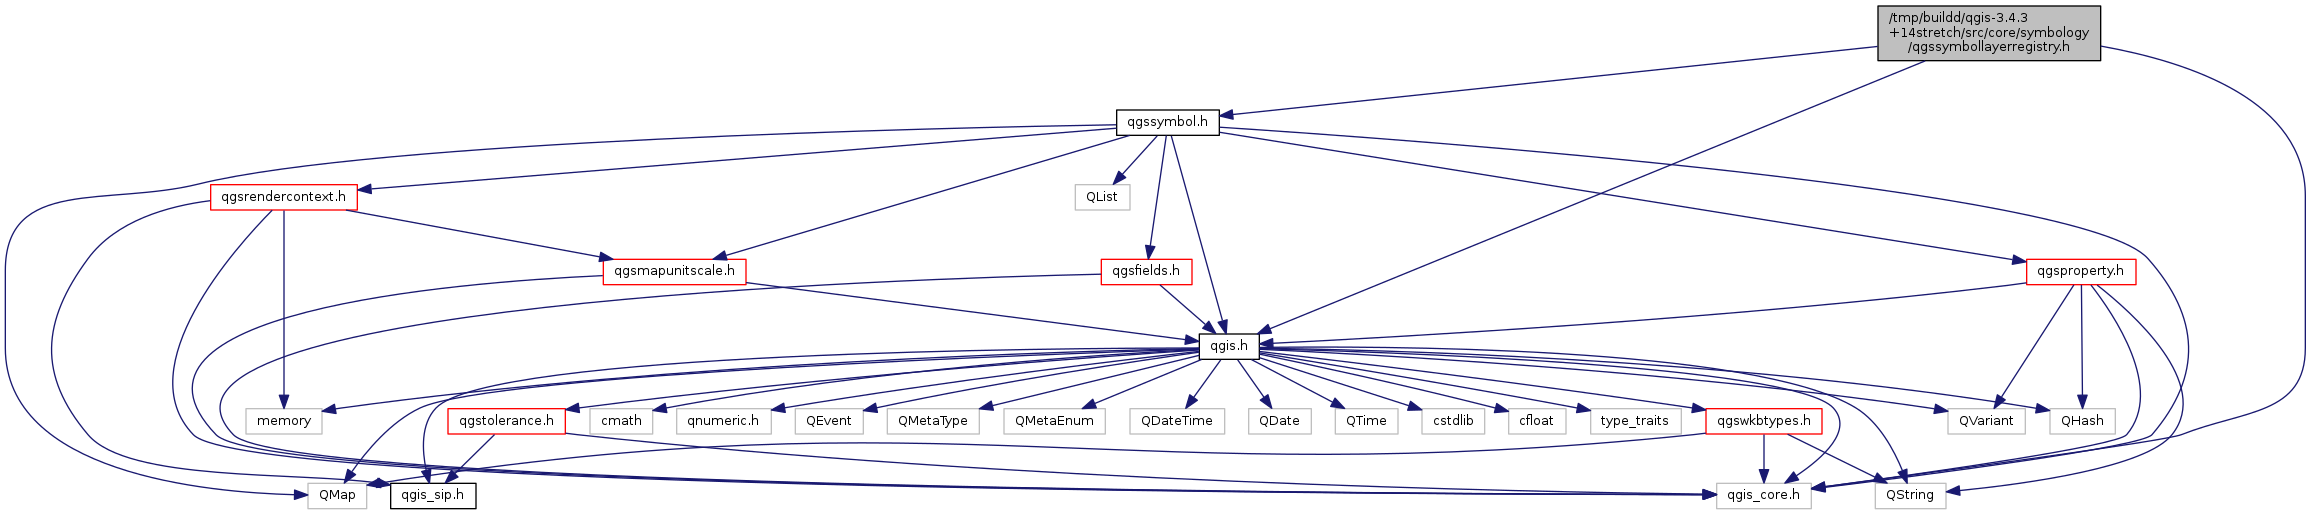 /tmp/buildd/qgis-3.4.3
+14stretch/src/core/symbology
/qgssymbollayerregistry.h
qgssymbol.h
qgsrendercontext.h
QList
qgsmapunitscale.h
qgsfields.h
qgsproperty.h
qgis.h
memory
qgstolerance.h
cmath
qnumeric.h
QEvent
QMetaType
QMetaEnum
QDateTime
QDate
QTime
cstdlib
cfloat
type_traits
qgswkbtypes.h
QVariant
QHash
QMap
qgis_sip.h
qgis_core.h
QString